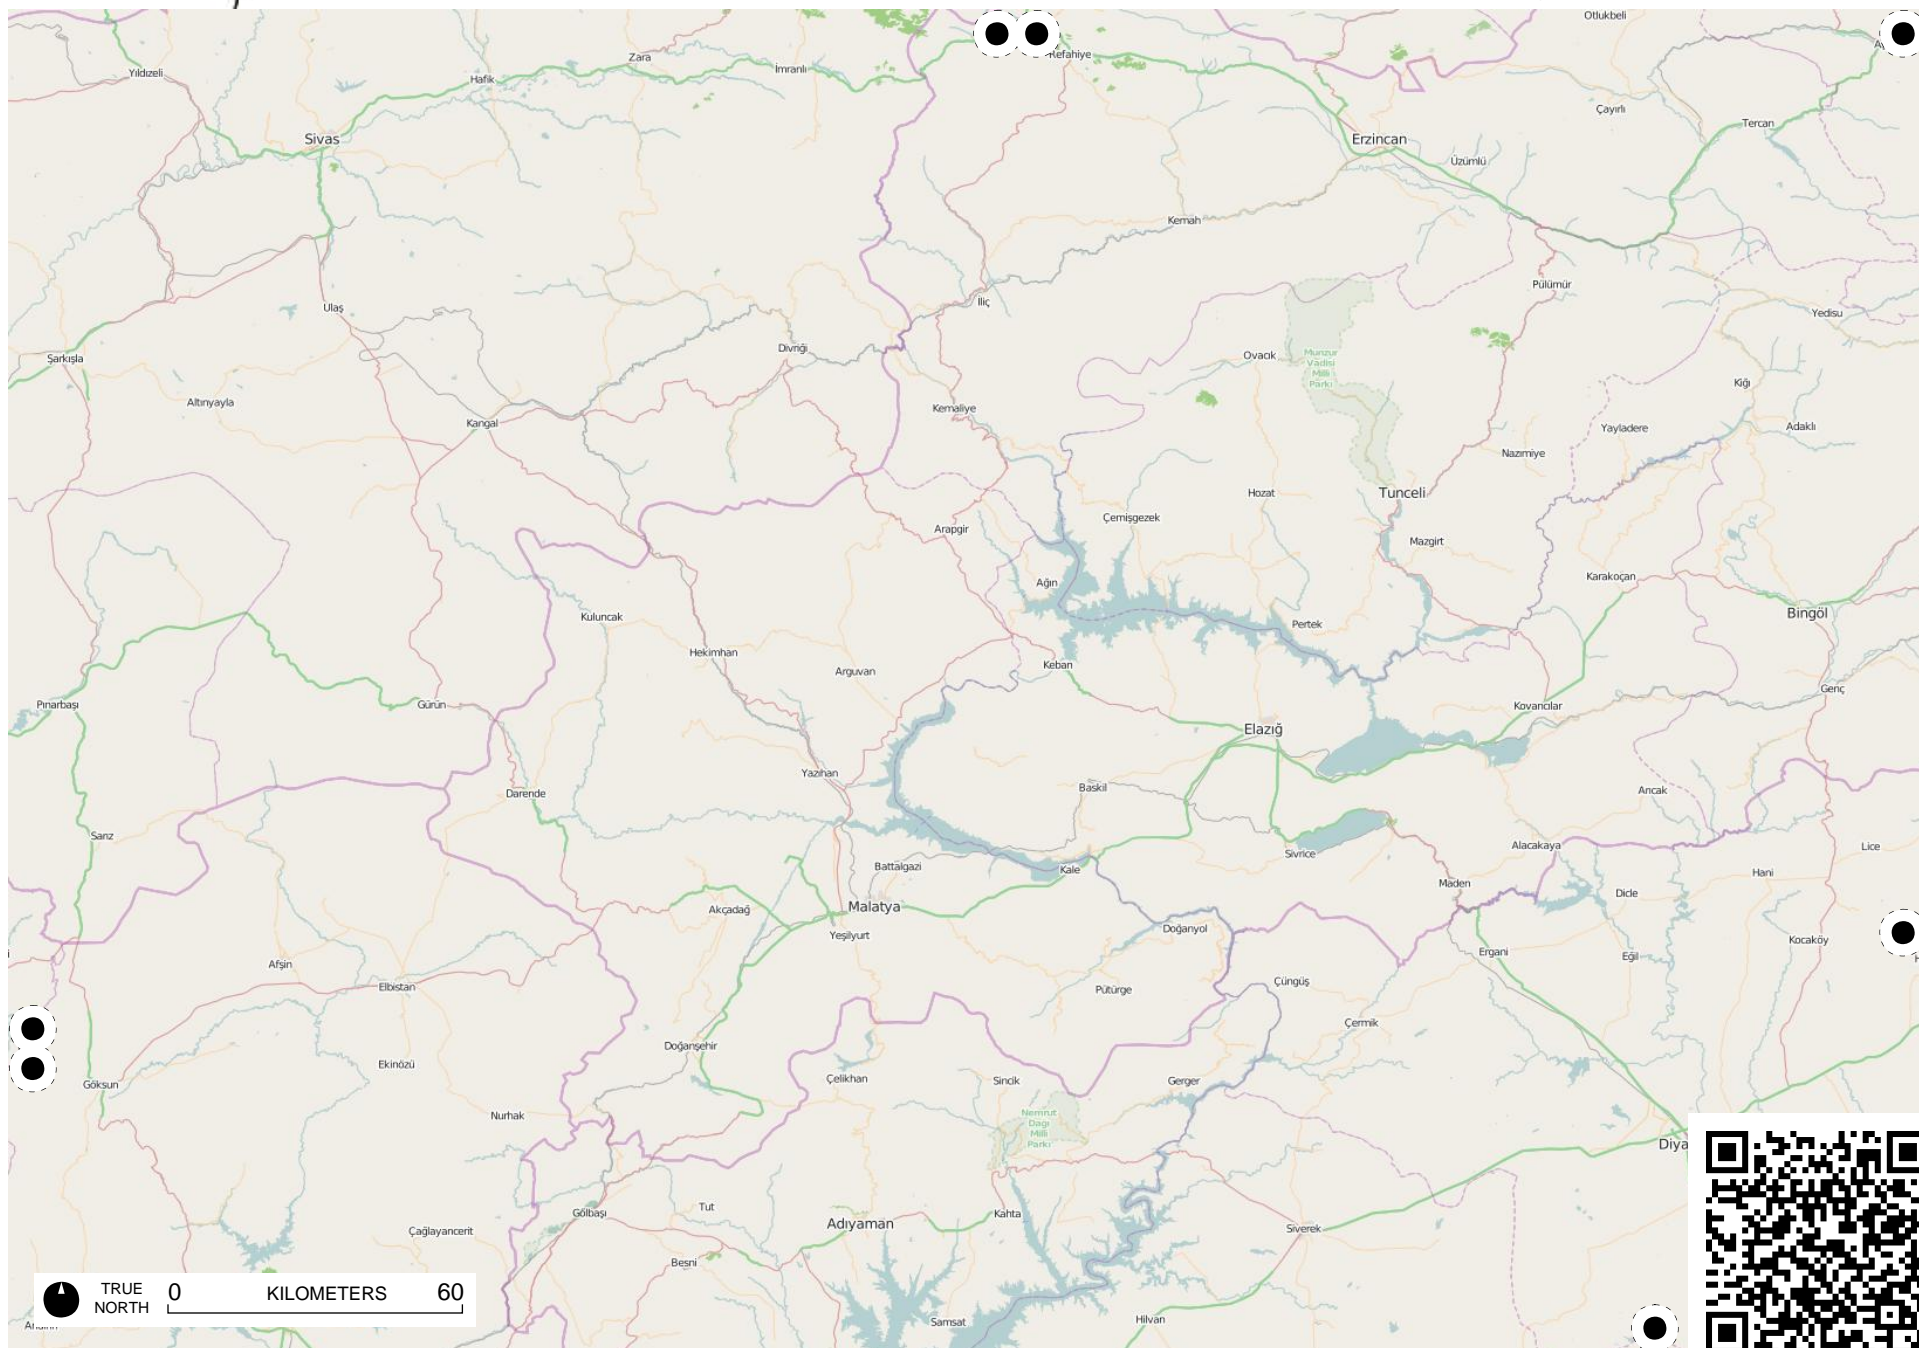 Otlukbeli
Refahiye
Zara
İmranlı
Yıldızeli
Hafik
Çayırlı
Tercan
Sivas
Erzincan
Üzümlü
Kemah
Pülümür
İliç
Ulaş
Yedisu
Divriği
Ovacık
Munzur
Vadisi
Milli
Parkı
Şarkışla
Kiğı
Altınyayla
Kemaliye
Kangal
Yayladere
Adaklı
Nazımiye
Hozat
Tunceli
Çemişgezek
Arapgir
Mazgirt
Ağın
Karakoçan
Kuluncak
Pertek
Bingöl
Hekimhan
Keban
Arguvan
Genç
Pınarbaşı
Gürün
Kovancılar
Elazığ
Yazıhan
Baskil
Ancak
Darende
Sarız
Sivrice
Alacakaya
Lice
Battalgazi
Kale
Hani
Maden
Dicle
Akçadağ
Malatya
Yeşilyurt
Doğanyol
Kocaköy
Ergani
Eğil
Afşin
Elbistan
Çüngüş
Pütürge
Çermik
Doğanşehir
Ekinözü
Göksun
Çelikhan
Sincik
Gerger
Nurhak
Nemrut
Dagi
Milli
Parkı
Diya
Tut
Gölbaşı
Kahta
Adıyaman
Siverek
Çağlayancerit
Besni
Samsat
Hilvan
TRUE
NORTH
0 KILOMETERS 60